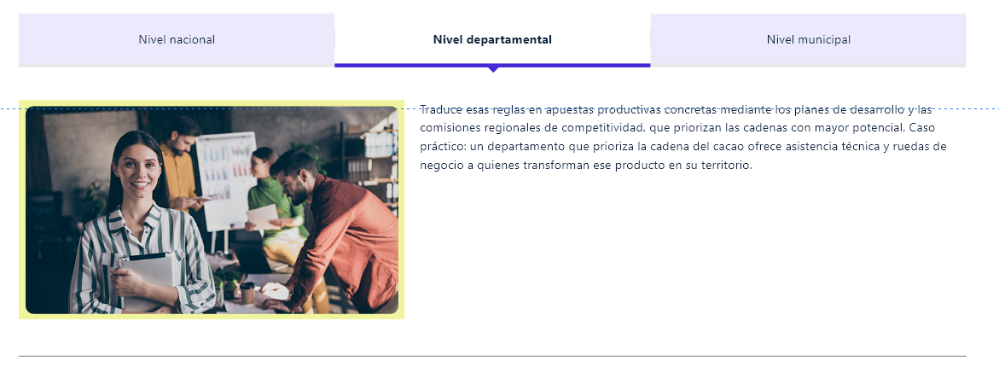 Nivel nacional
Nivel departamental
Nivel municipal
Traduce esas reglas en apuestas productivas concretas mediante los planes de desarrollo y las
comisiones regionales de competitividad, que priorizan las cadenas con mayor potencial. Caso
práctico: un departamento que prioriza la cadena del cacao ofrece asistencia técnica y ruedas de
negocio a quienes transforman ese producto en su territorio.